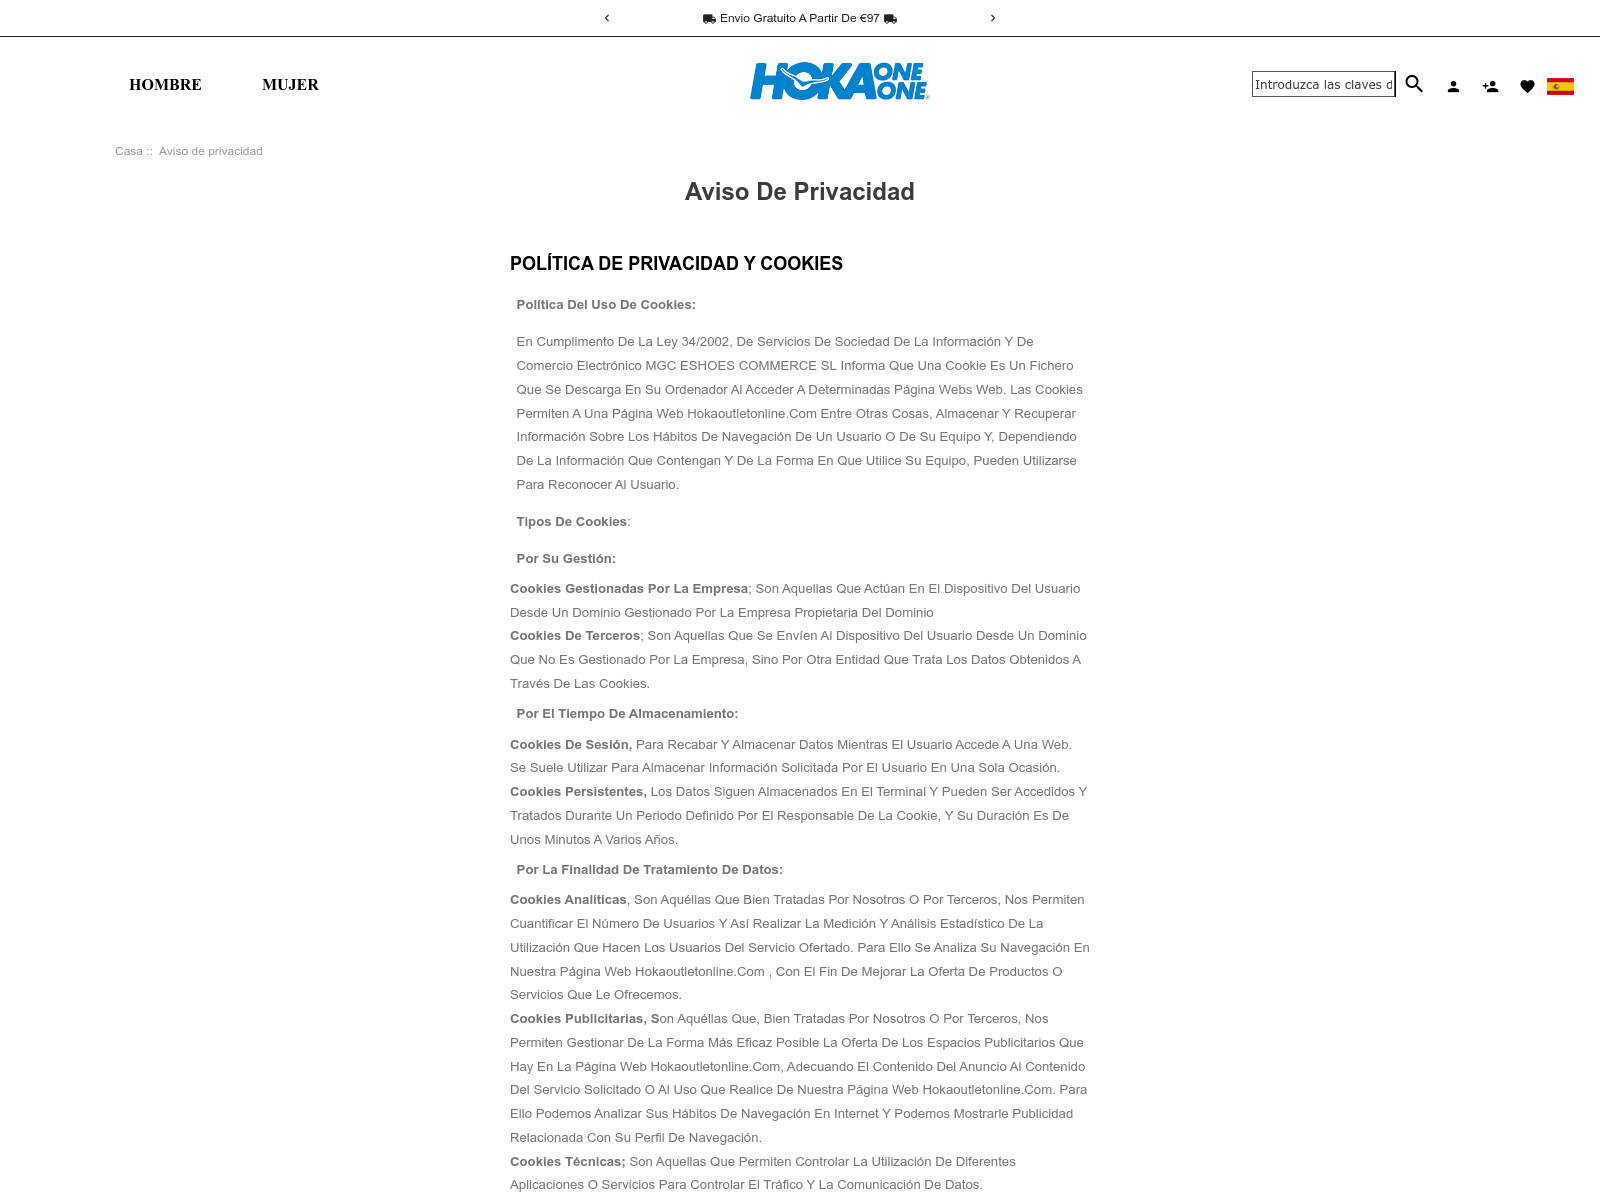 Envio Gratuito A Partir De €97
HOMBRE
MUJER
HOKA ONE ONE
Introduzca las claves d
Casa :: Aviso de privacidad
Aviso De Privacidad
POLÍTICA DE PRIVACIDAD Y COOKIES
Política Del Uso De Cookies:
En Cumplimento De La Ley 34/2002, De Servicios De Sociedad De La Información Y De
Comercio Electrónico MGC ESHOES COMMERCE SL Informa Que Una Cookie Es Un Fichero
Que Se Descarga En Su Ordenador Al Acceder A Determinadas Página Webs Web. Las Cookies
Permiten A Una Página Web Hokaoutletonline.Com Entre Otras Cosas, Almacenar Y Recuperar
Información Sobre Los Hábitos De Navegación De Un Usuario O De Su Equipo Y, Dependiendo
De La Información Que Contengan Y De La Forma En Que Utilice Su Equipo, Pueden Utilizarse
Para Reconocer Al Usuario.
Tipos De Cookies:
Por Su Gestión:
Cookies Gestionadas Por La Empresa; Son Aquellas Que Actúan En El Dispositivo Del Usuario
Desde Un Dominio Gestionado Por La Empresa Propietaria Del Dominio
Cookies De Terceros; Son Aquellas Que Se Envíen Al Dispositivo Del Usuario Desde Un Dominio
Que No Es Gestionado Por La Empresa, Sino Por Otra Entidad Que Trata Los Datos Obtenidos A
Través De Las Cookies.
Por El Tiempo De Almacenamiento:
Cookies De Sesión, Para Recabar Y Almacenar Datos Mientras El Usuario Accede A Una Web.
Se Suele Utilizar Para Almacenar Información Solicitada Por El Usuario En Una Sola Ocasión.
Cookies Persistentes, Los Datos Siguen Almacenados En El Terminal Y Pueden Ser Accedidos Y
Tratados Durante Un Periodo Definido Por El Responsable De La Cookie, Y Su Duración Es De
Unos Minutos A Varios Años.
Por La Finalidad De Tratamiento De Datos:
Cookies Analíticas, Son Aquéllas Que Bien Tratadas Por Nosotros O Por Terceros, Nos Permiten
Cuantificar El Número De Usuarios Y Así Realizar La Medición Y Análisis Estadístico De La
Utilización Que Hacen Los Usuarios Del Servicio Ofertado. Para Ello Se Analiza Su Navegación En
Nuestra Página Web Hokaoutletonline.Com , Con El Fin De Mejorar La Oferta De Productos O
Servicios Que Le Ofrecemos.
Cookies Publicitarias, Son Aquéllas Que, Bien Tratadas Por Nosotros O Por Terceros, Nos
Permiten Gestionar De La Forma Más Eficaz Posible La Oferta De Los Espacios Publicitarios Que
Hay En La Página Web Hokaoutletonline.Com, Adecuando El Contenido Del Anuncio Al Contenido
Del Servicio Solicitado O Al Uso Que Realice De Nuestra Página Web Hokaoutletonline.Com. Para
Ello Podemos Analizar Sus Hábitos De Navegación En Internet Y Podemos Mostrarle Publicidad
Relacionada Con Su Perfil De Navegación.
Cookies Técnicas; Son Aquellas Que Permiten Controlar La Utilización De Diferentes
Aplicaciones O Servicios Para Controlar El Tráfico Y La Comunicación De Datos.